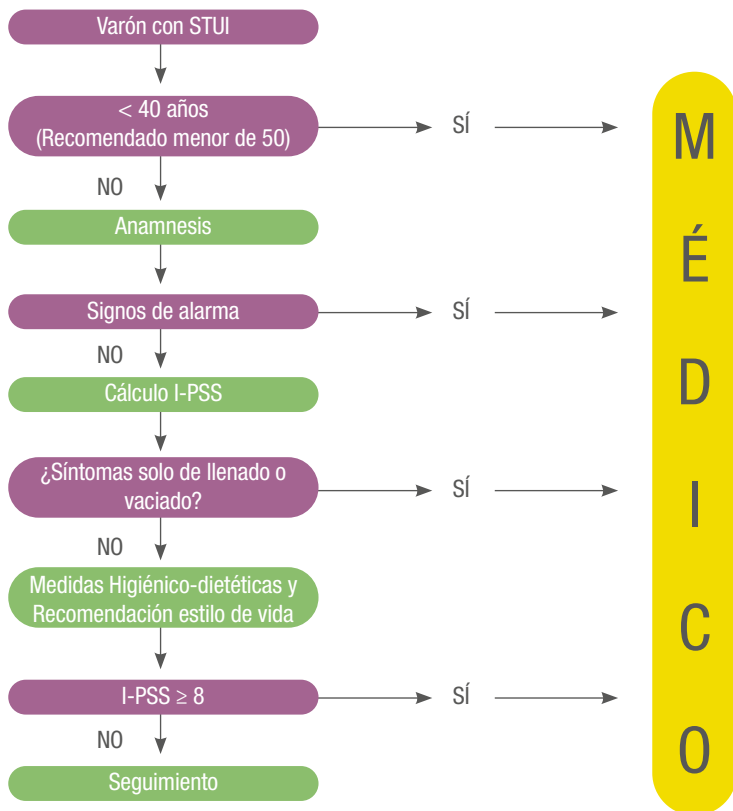 Varón con STUI
< 40 años
(Recomendado menor de 50)
SÍ
NO
Anamnesis
Signos de alarma
SÍ
NO
Cálculo I-PSS
¿Síntomas solo de llenado o
vaciado?
SÍ
NO
Medidas Higiénico-dietéticas y
Recomendación estilo de vida
I-PSS ≥ 8
SÍ
NO
Seguimiento
M
É
D
I
C
O